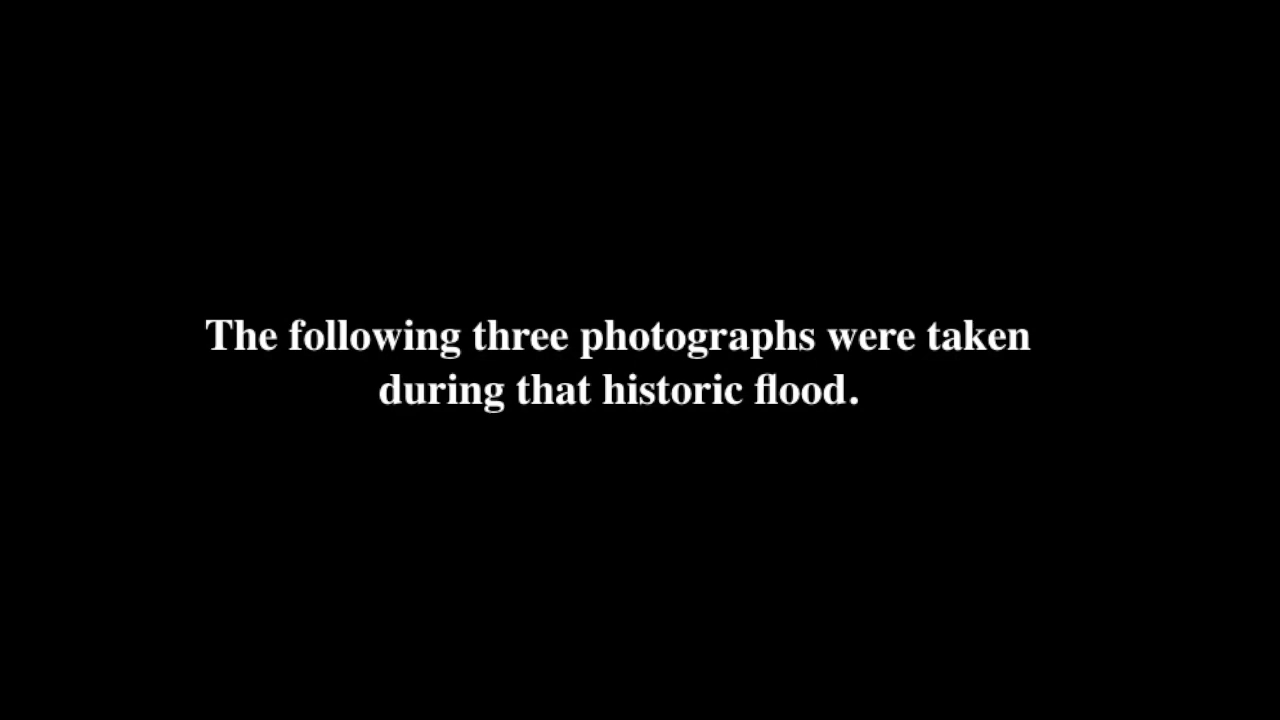 The following three photographs were taken
during that historic flood.